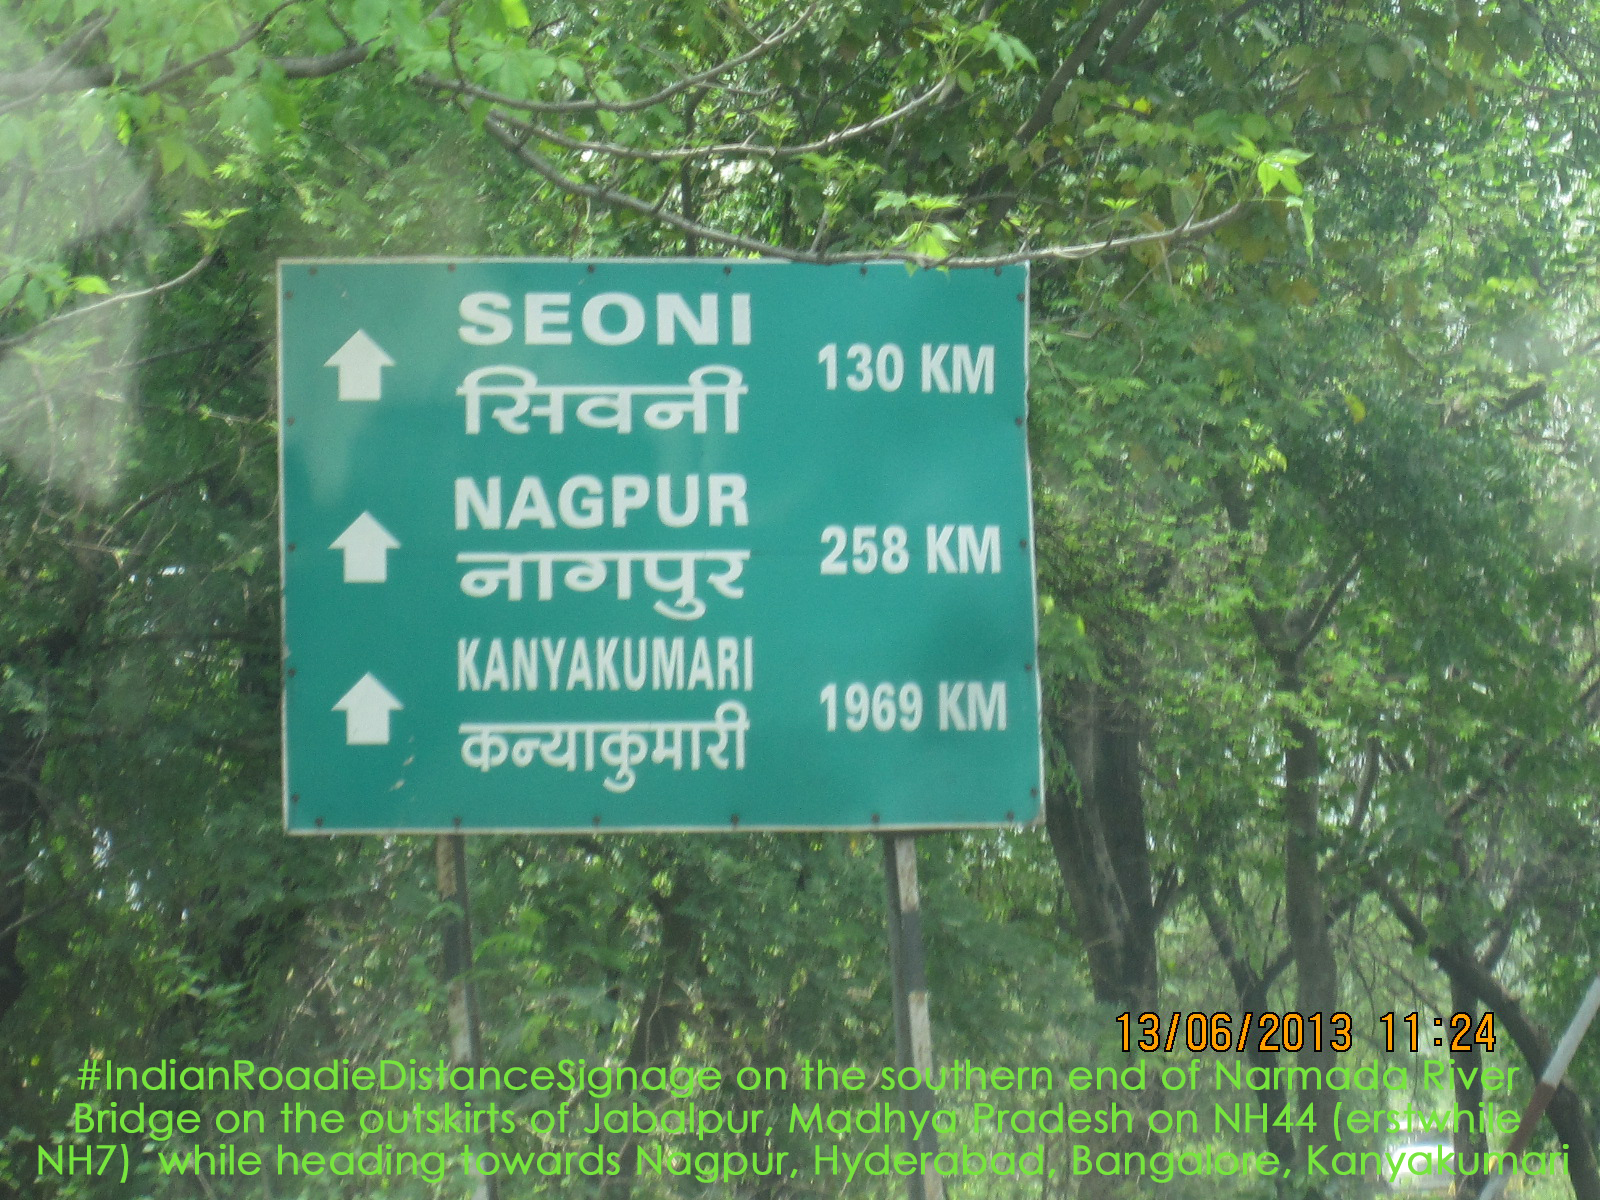 SEONI
सिवनी
130 KM
NAGPUR
नागपुर
258 KM
KANYAKUMARI
कन्याकुमारी
1969 KM
13/06/2013 11:24
#IndianRoadieDistanceSignage on the southern end of Narmada River
Bridge on the outskirts of Jabalpur, Madhya Pradesh on NH44 (erstwhile
NH7)  while heading towards Nagpur, Hyderabad, Bangalore, Kanyakumari